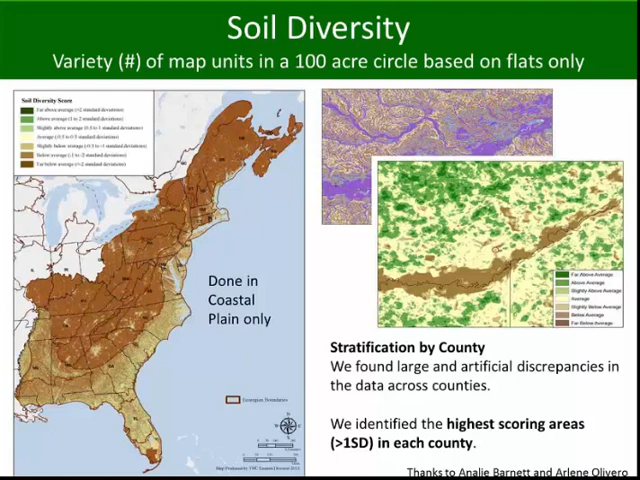 Soil Diversity
Variety (#) of map units in a 100 acre circle based on flats only
Soil Diversity Score
Far above average (>2 standard deviations)
Above average (1 to 2 standard deviations)
Slightly above average (0.5 to 1 standard deviations)
Average (-0.5 to 0.5 standard deviations)
Slightly below average (-0.5 to -1 standard deviations)
Below average (-1 to -2 standard deviations)
Far below average (<-2 standard deviations)
Done in
Coastal
Plain only
Ecoregion Boundaries
Far Above Average
Above Average
Slightly Above Average
Average
Slightly Below Average
Below Average
Far Below Average
Stratification by County
We found large and artificial discrepancies in
the data across counties.
We identified the highest scoring areas
(>1SD) in each county.
Thanks to Analie Barnett and Arlene Olivero